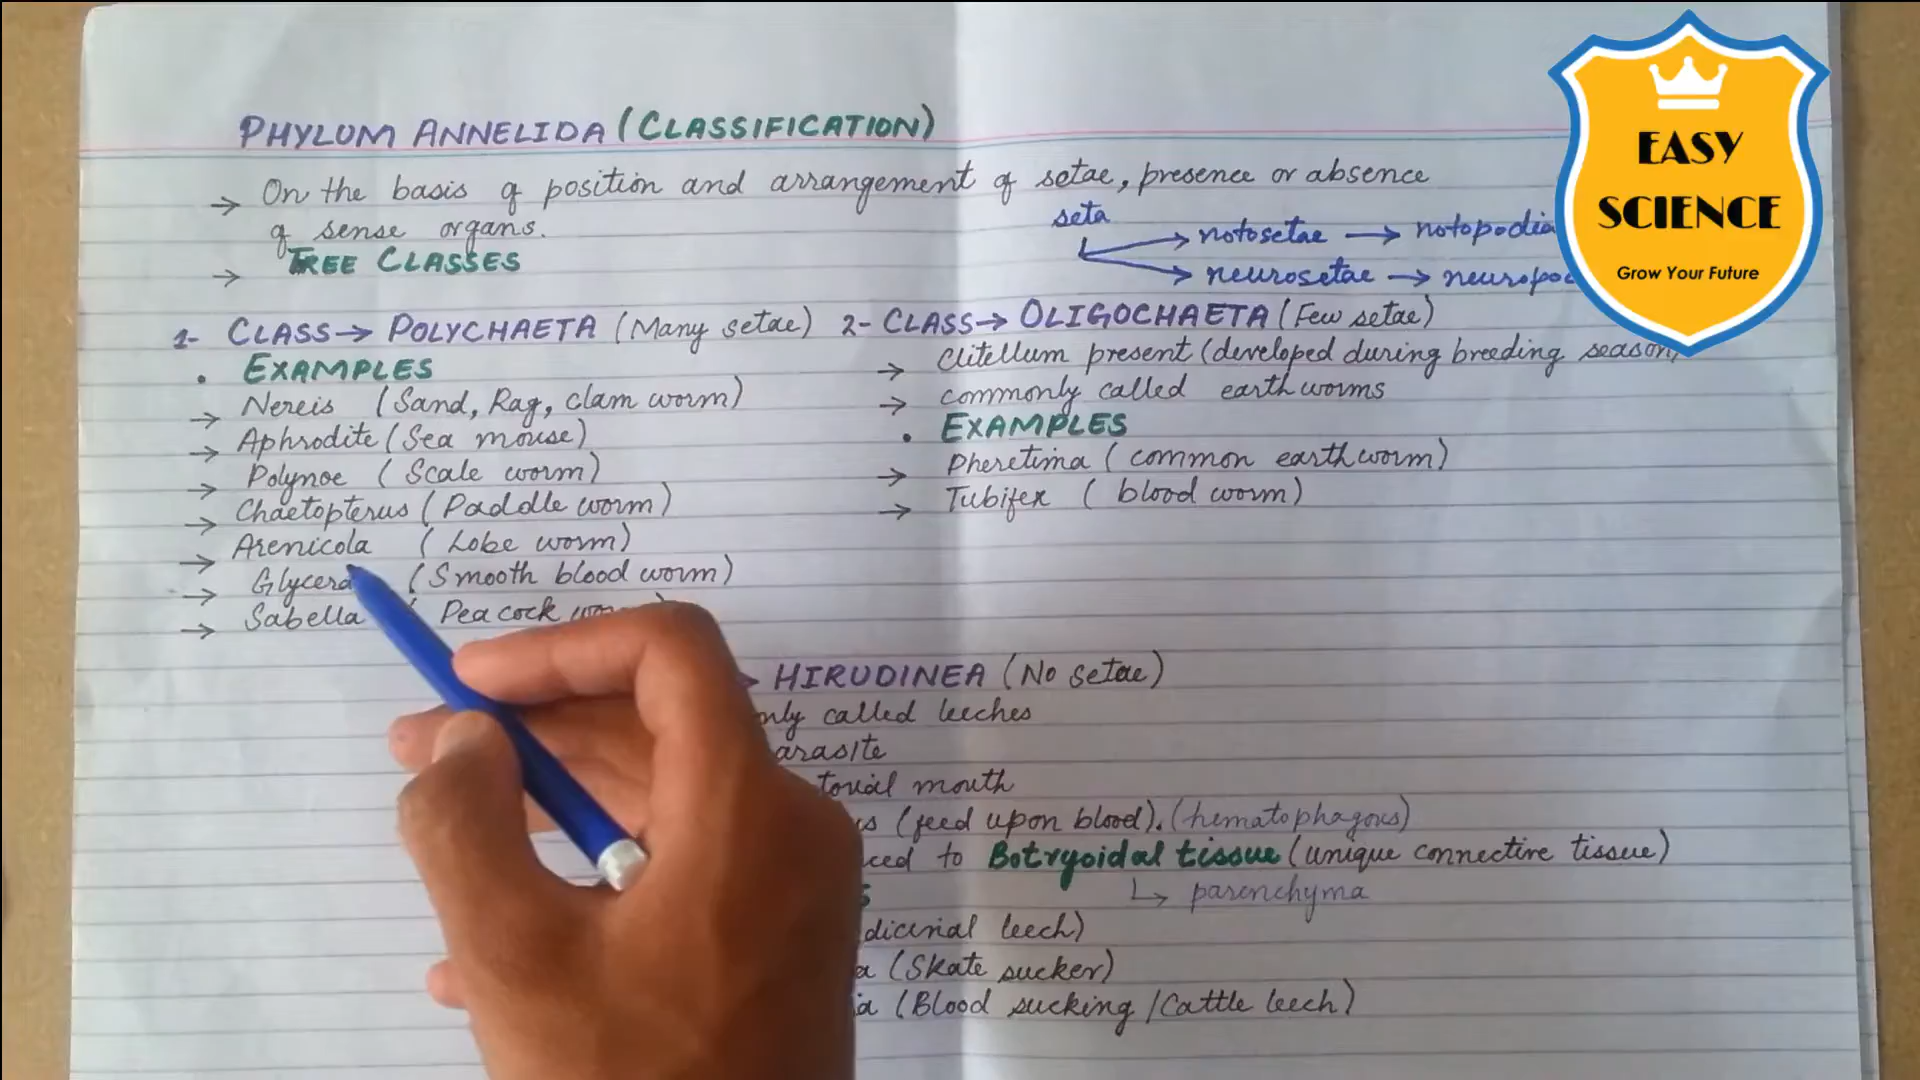 PHYLUM ANNELIDA (CLASSIFICATION)
→ On the basis of position and arrangement of setae, presence or absence
of sense organs.
→ TREE CLASSES
seta
→ notosetae → notopodia
→ neurosetae → neuropo
1- CLASS → POLYCHAETA (Many setae)
. EXAMPLES
→ Nereis (Sand, Rag, clam worm)
→ Aphrodite (Sea mouse)
→ Polynoe (Scale worm)
→ Chaetopterus (Paddle worm)
→ Arenicola (Lobe worm)
→ Glycera (Smooth blood worm)
→ Sabella ( Peacock
2- CLASS → OLIGOCHAETA (Few setae)
→ Clitellum present (developed during breeding season)
→ commonly called earthworms
. EXAMPLES
→ Pheretima (common earthworm)
→ Tubifex (blood worm)
HIRUDINEA (No setae)
nly called leeches
arasite
torial mouth
us (feed upon blood). (hematophagous)
ced to Botryoidal tissue (unique connective tissue)
↳ parenchyma
S
dicinal leech)
a (Skate sucker)
ia (Blood sucking /Cattle leech)
EASY
SCIENCE
Grow Your Future